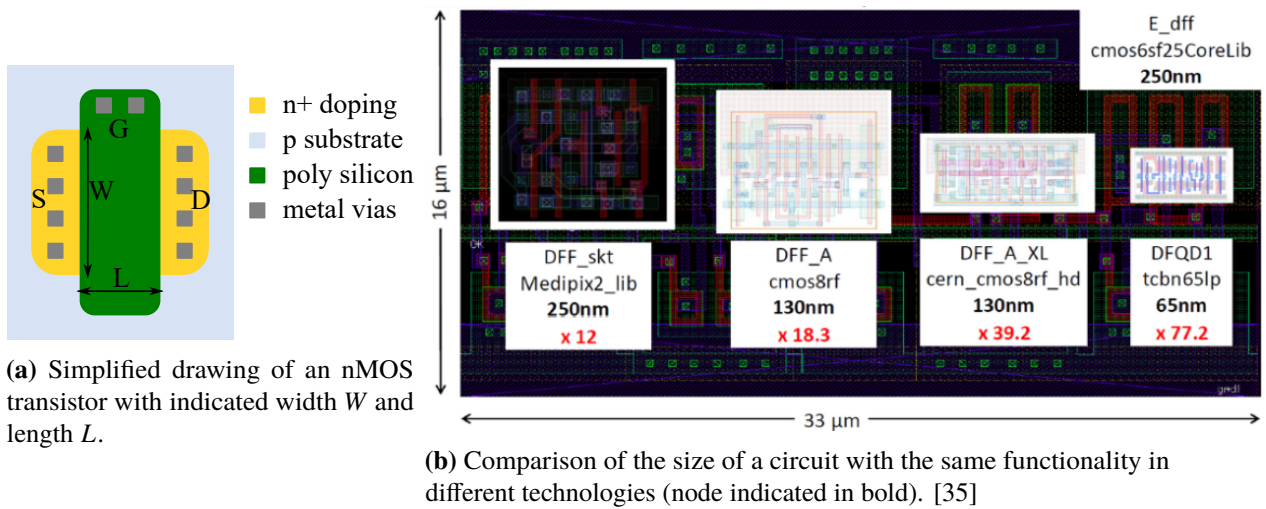 G
S
W
D
L
n+ doping
p substrate
poly silicon
metal vias
(a) Simplified drawing of an nMOS
transistor with indicated width W and
length L.
16 µm
E_dff
cmos6sf25CoreLib
250nm
DFF_skt
Medipix2_lib
250nm
x 12
DFF_A
cmos8rf
130nm
x 18.3
DFF_A_XL
cern_cmos8rf_hd
130nm
x 39.2
DFQD1
tcbn65lp
65nm
x 77.2
33 µm
(b) Comparison of the size of a circuit with the same functionality in
different technologies (node indicated in bold). [35]